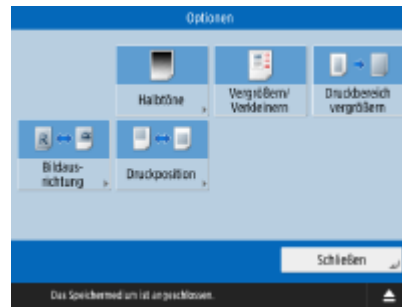 Optionen
Halbtöne
Vergrößern/
Verkleinern
Druckbereich
vergrößern
Bildaus-
richtung
Druckposition
Schließen
Das Speichermedium ist angeschlossen.